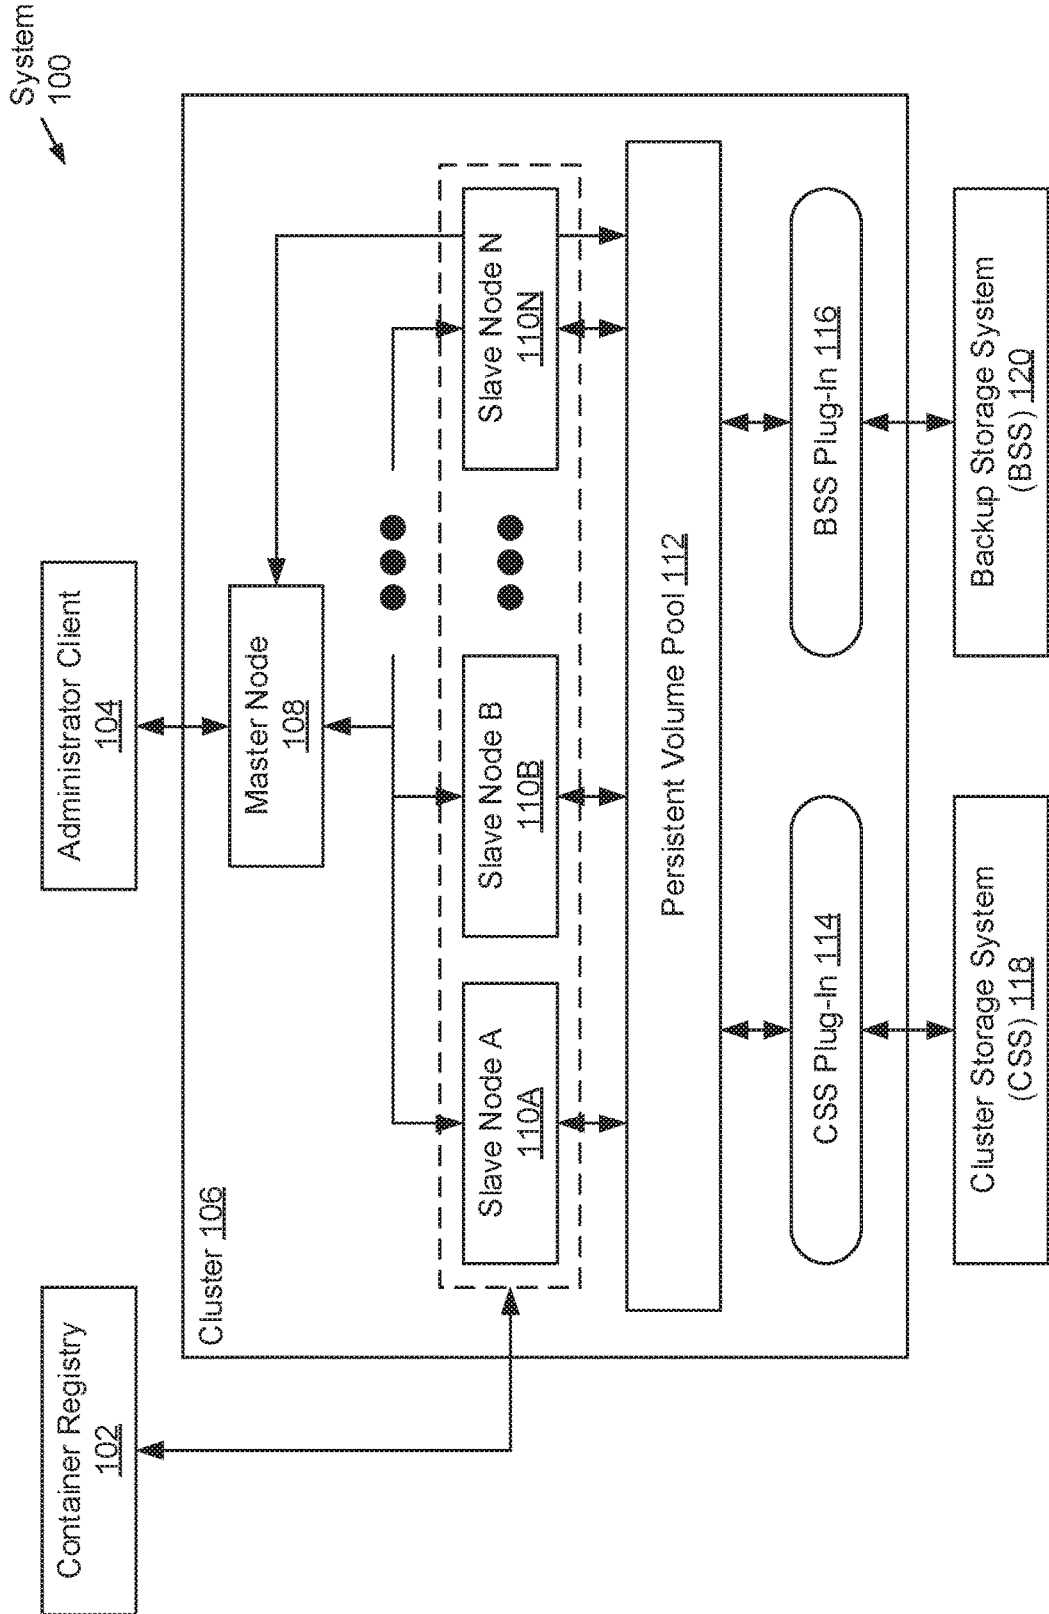 System
100
Container Registry
102
Administrator Client
104
Cluster 106
Master Node
108
Slave Node A
110A
Slave Node B
110B
Slave Node N
110N
Persistent Volume Pool 112
CSS Plug-In 114
BSS Plug-In 116
Cluster Storage System
(CSS) 118
Backup Storage System
(BSS) 120